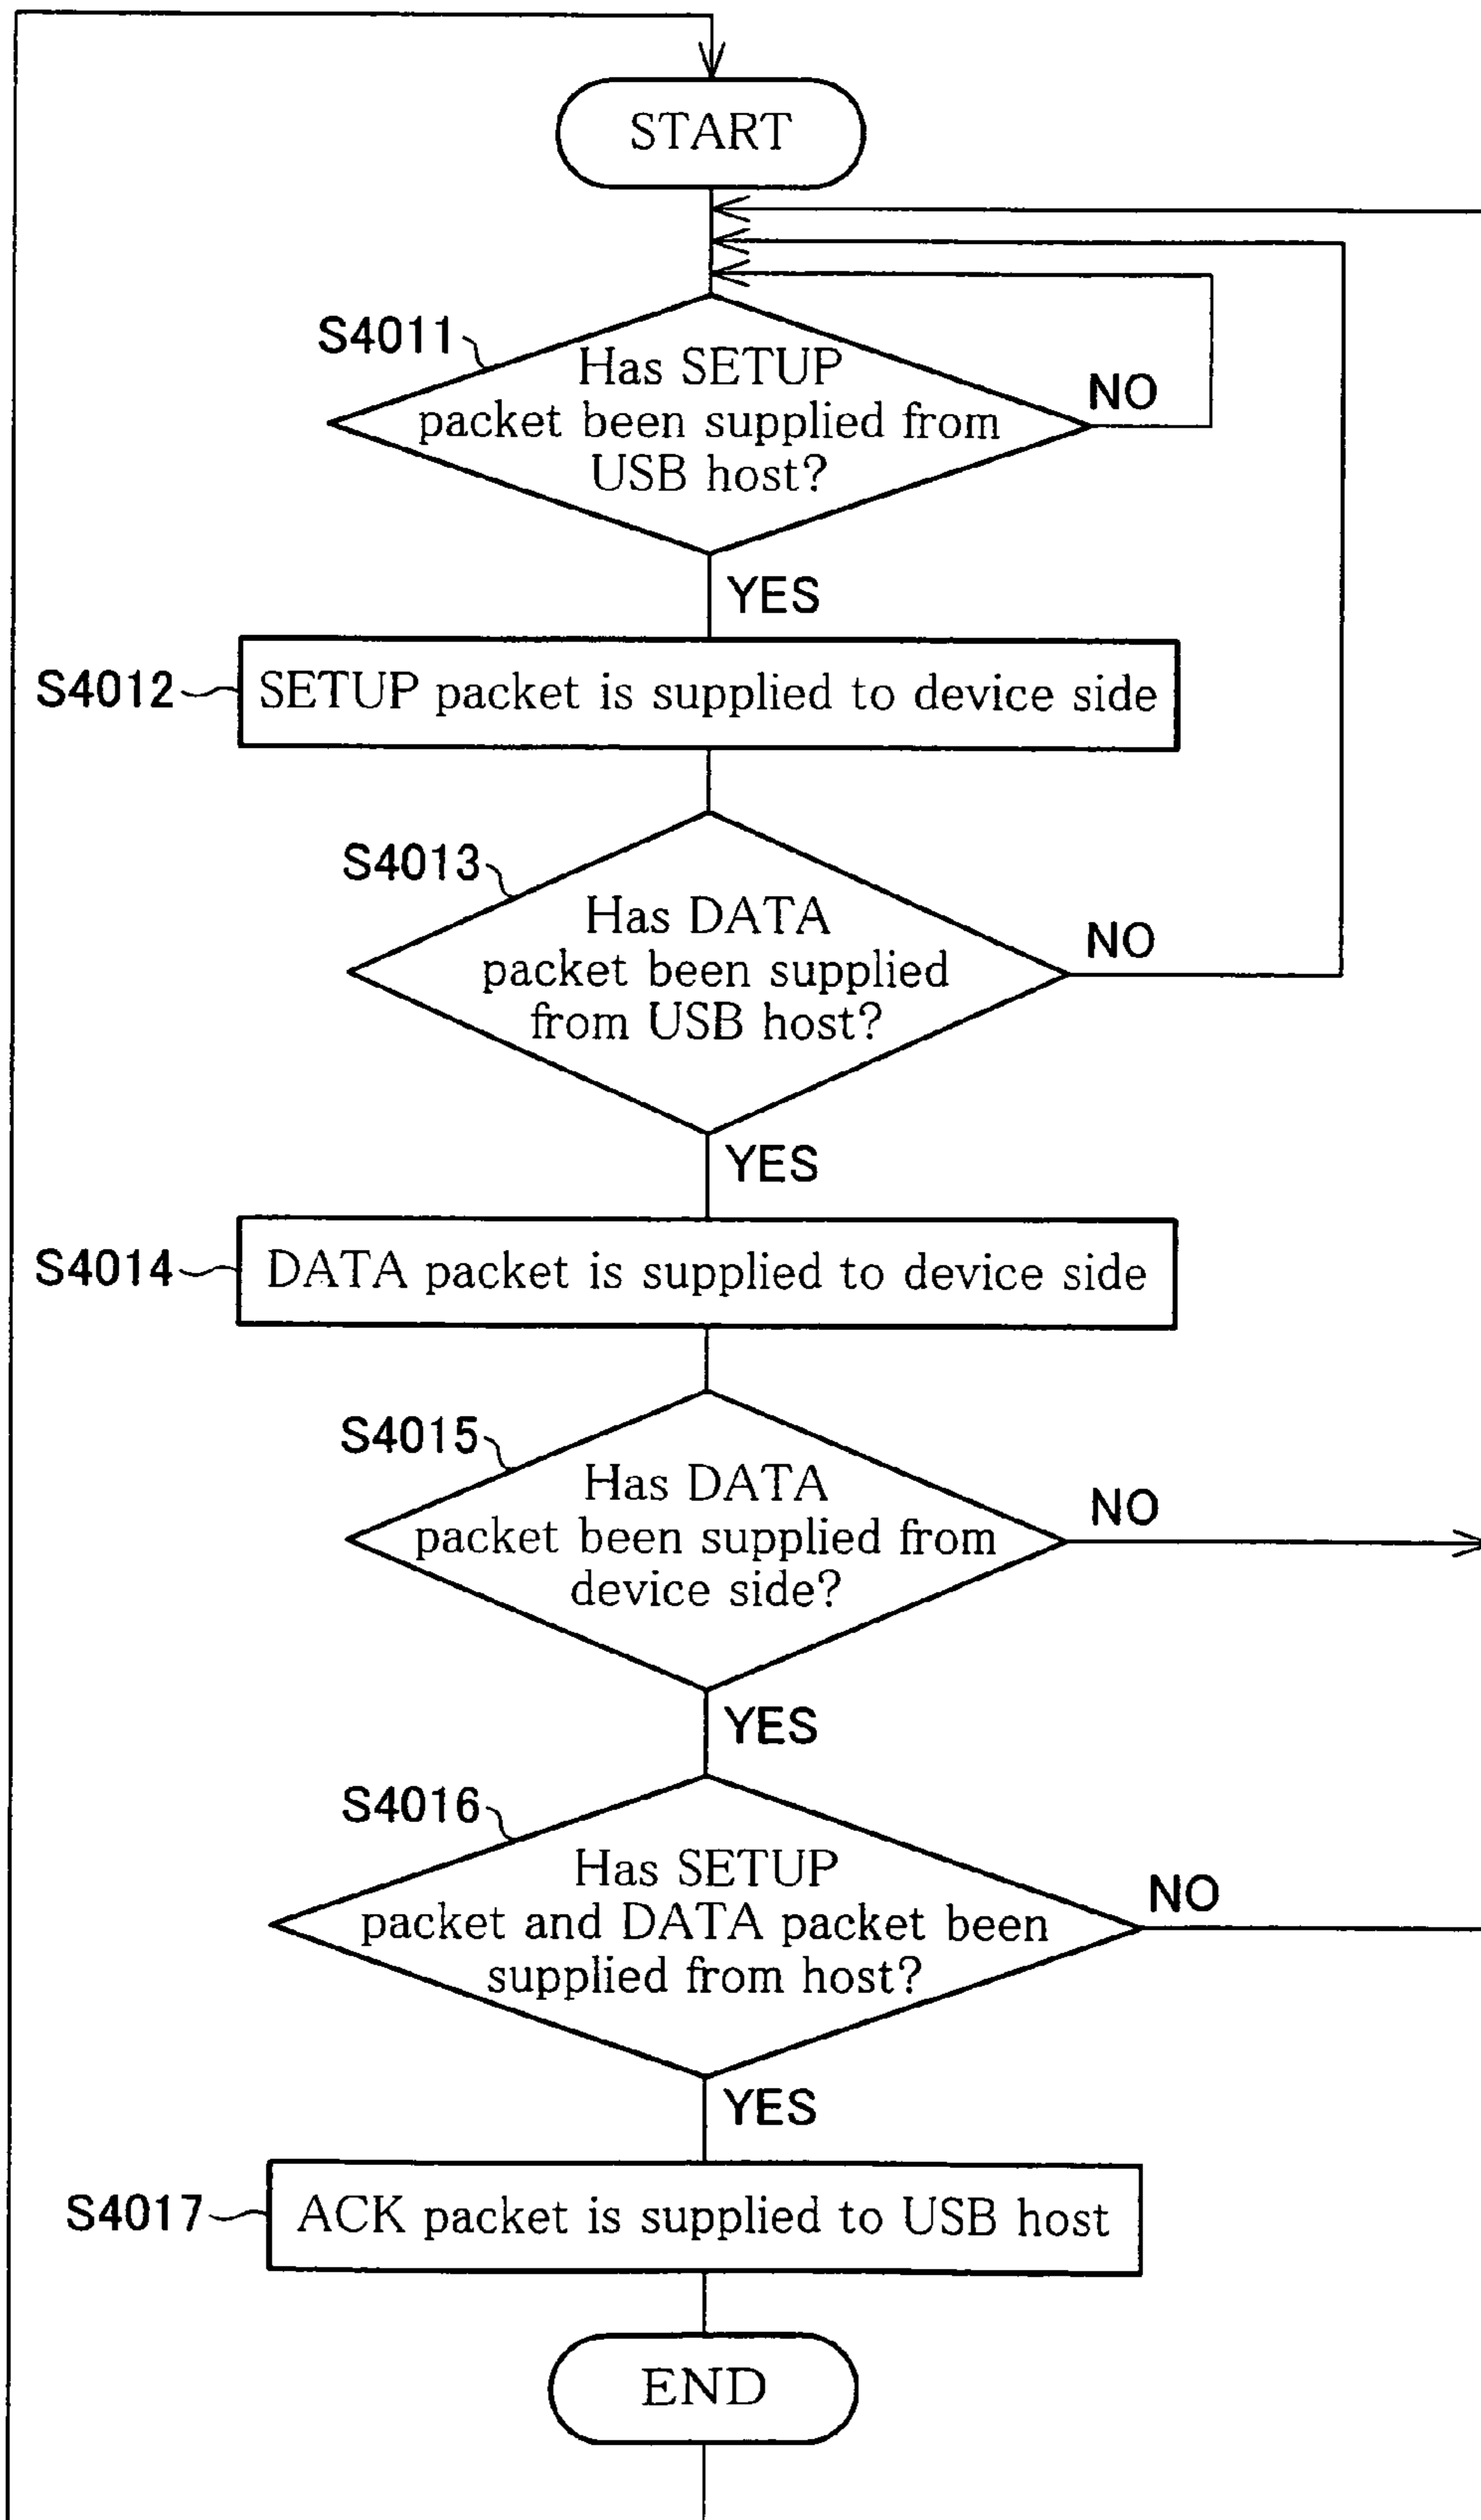 START
S4011
Has SETUP
packet been supplied from
USB host?
NO
YES
S4012
SETUP packet is supplied to device side
S4013
Has DATA
packet been supplied
from USB host?
NO
YES
S4014
DATA packet is supplied to device side
S4015
Has DATA
packet been supplied from
device side?
NO
YES
S4016
Has SETUP
packet and DATA packet been
supplied from host?
NO
YES
S4017
ACK packet is supplied to USB host
END